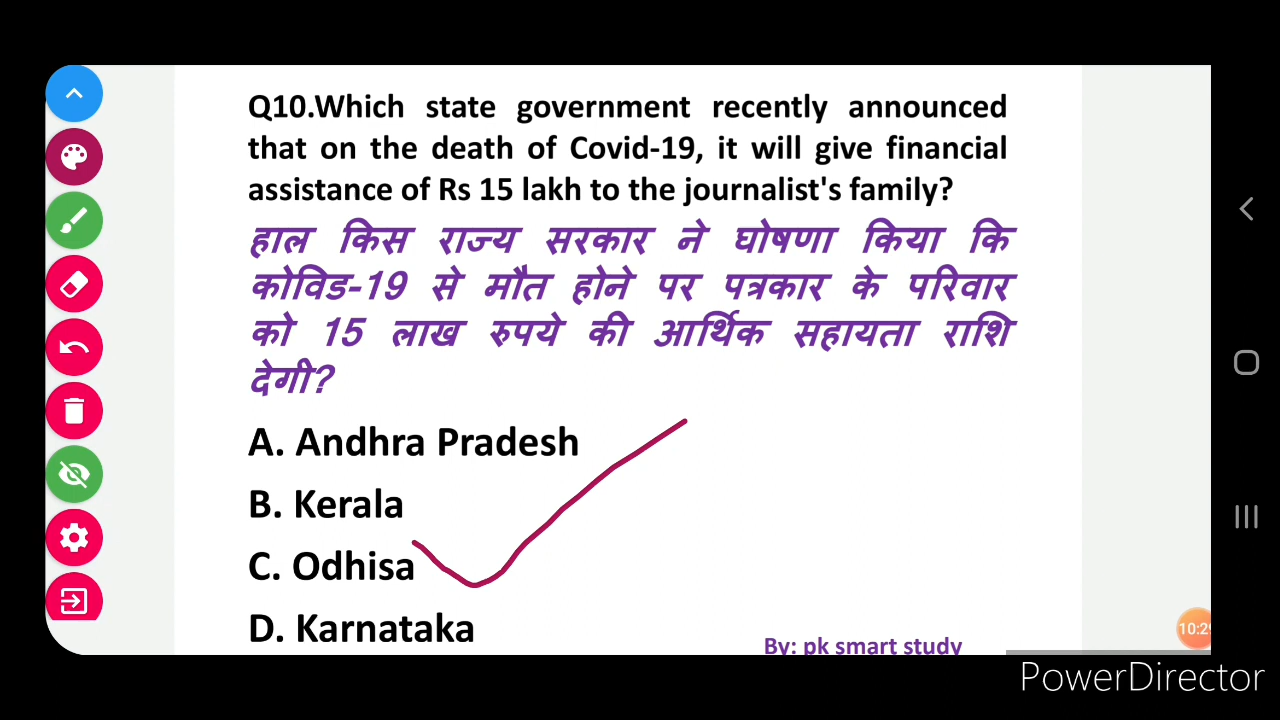 Q10.Which state government recently announced
that on the death of Covid-19, it will give financial
assistance of Rs 15 lakh to the journalist's family?
हाल किस राज्य सरकार ने घोषणा किया कि
कोविड-19 से मौत होने पर पत्रकार के परिवार
को 15 लाख रुपये की आर्थिक सहायता राशि
देगी?
A. Andhra Pradesh
B. Kerala
C. Odhisa
D. Karnataka
10:29
By: pk smart study
PowerDirector